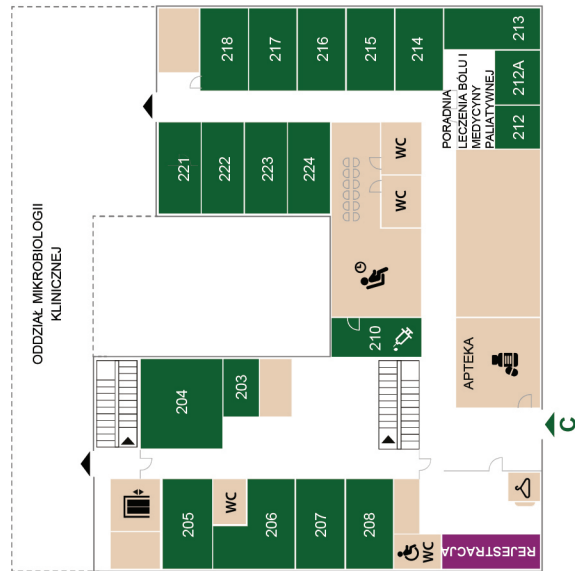 ODDZIAŁ MIKROBIOLOGII
KLINICZNEJ
205
204
221
218
WC
203
222
217
206
223
216
207
224
215
208
210
WC
WC
214
WC
PORADNIA
LECZENIA BÓLU I
MEDYCYNY
PALIATYWNEJ
REJESTRACJA
APTEKA
212
212A
213
C